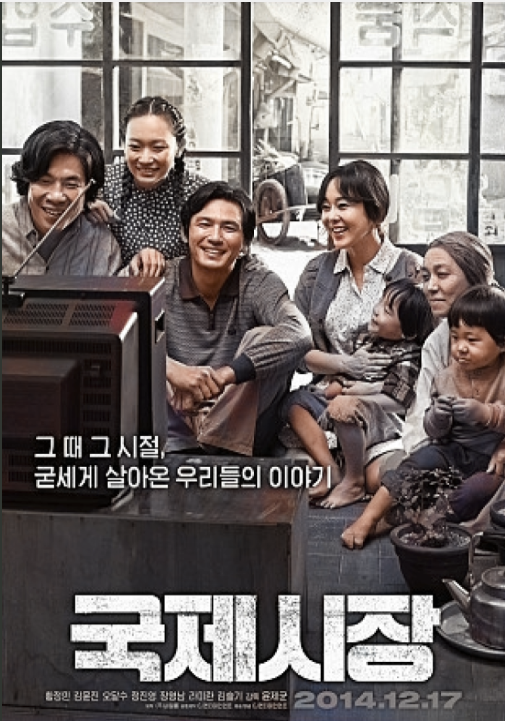 그 때 그 시절,
굳세게 살아온 우리들의 이야기
국제시장
황정민 김윤진 오달수 정진영 장영남 라미란 김슬기 감독 윤제균
2014.12.17